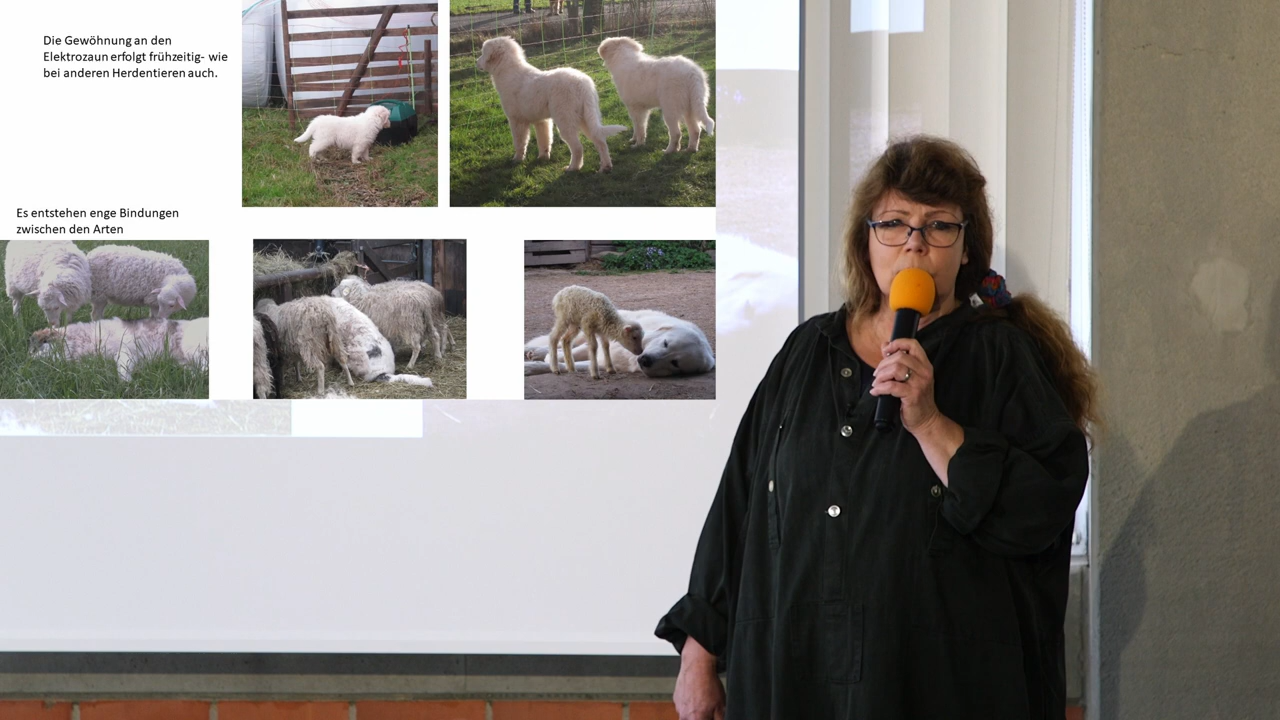 Die Gewöhnung an den
Elektrozaun erfolgt frühzeitig- wie
bei anderen Herdentieren auch.
Es entstehen enge Bindungen
zwischen den Arten